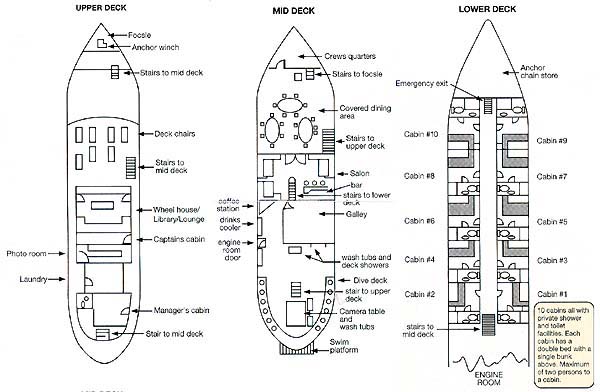 UPPER DECK
Focsle
Anchor winch
Stairs to mid deck
Deck chairs
Stairs to
mid deck
Wheel house/
Library/Lounge
Captains cabin
Photo room
Laundry
Manager's cabin
Stair to mid deck
MID DECK
Crews quarters
Stairs to focsle
Covered dining
area
Stairs to
upper deck
Salon
bar
stairs to lower
deck
Galley
coffee
station
drinks
cooler
engine
room
door
wash tubs and
deck showers
Dive deck
stair to upper
deck
Camera table
and
wash tubs
Swim
platform
LOWER DECK
Anchor
chain store
Emergency exit
Cabin #10
Cabin #9
Cabin #8
Cabin #7
Cabin #6
Cabin #5
Cabin #4
Cabin #3
Cabin #2
Cabin #1
stairs to
mid deck
ENGINE
ROOM
10 cabins all with
private shower
and toilet
facilities. Each
cabin has a
double bed with a
single bunk
above. Maximum
of two persons to
a cabin.